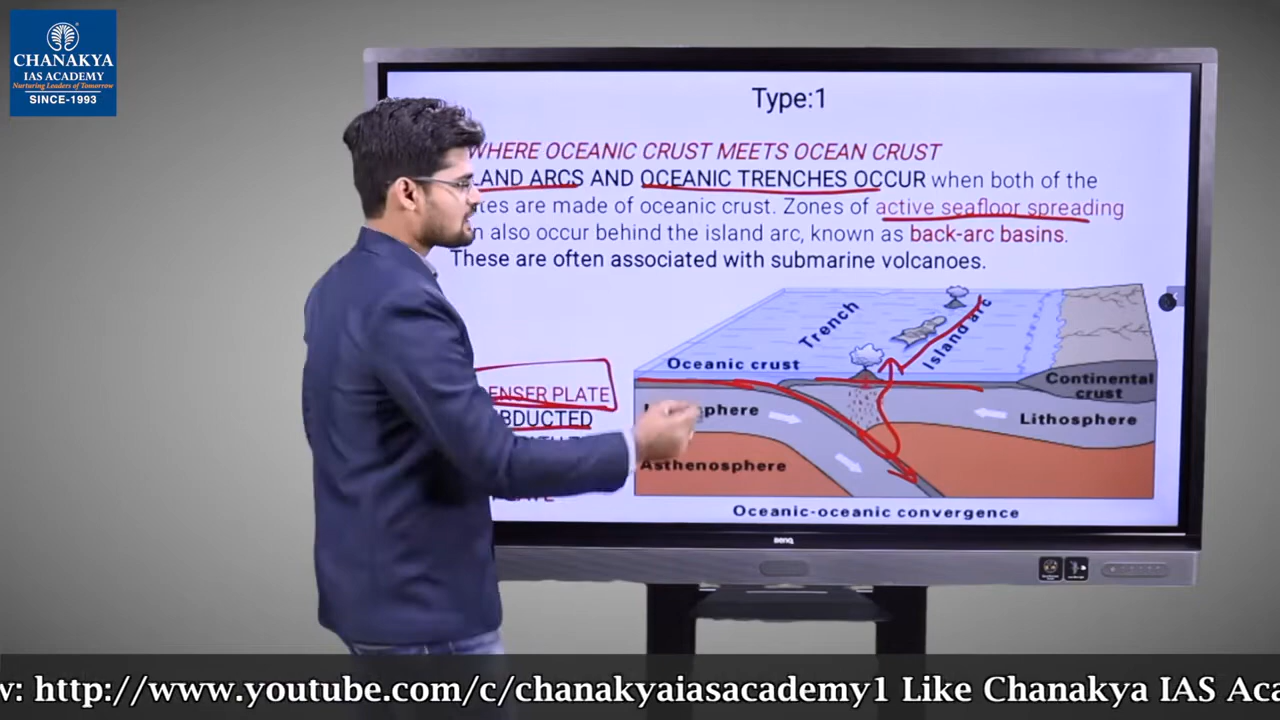 CHANAKYA
IAS ACADEMY
Nurturing Leaders of Tomorrow
SINCE-1993
Type:1
WHERE OCEANIC CRUST MEETS OCEAN CRUST
LAND ARCS AND OCEANIC TRENCHES OCCUR when both of the
tes are made of oceanic crust. Zones of active seafloor spreading
n also occur behind the island arc, known as back-arc basins.
These are often associated with submarine volcanoes.
ENSER PLATE
BDUCTED
Trench
Island arc
Oceanic crust
Continental
crust
sphere
Lithosphere
Asthenosphere
Oceanic-oceanic convergence
BenQ
w: http://www.youtube.com/c/chanakyaiasacademy1 Like Chanakya IAS Aca